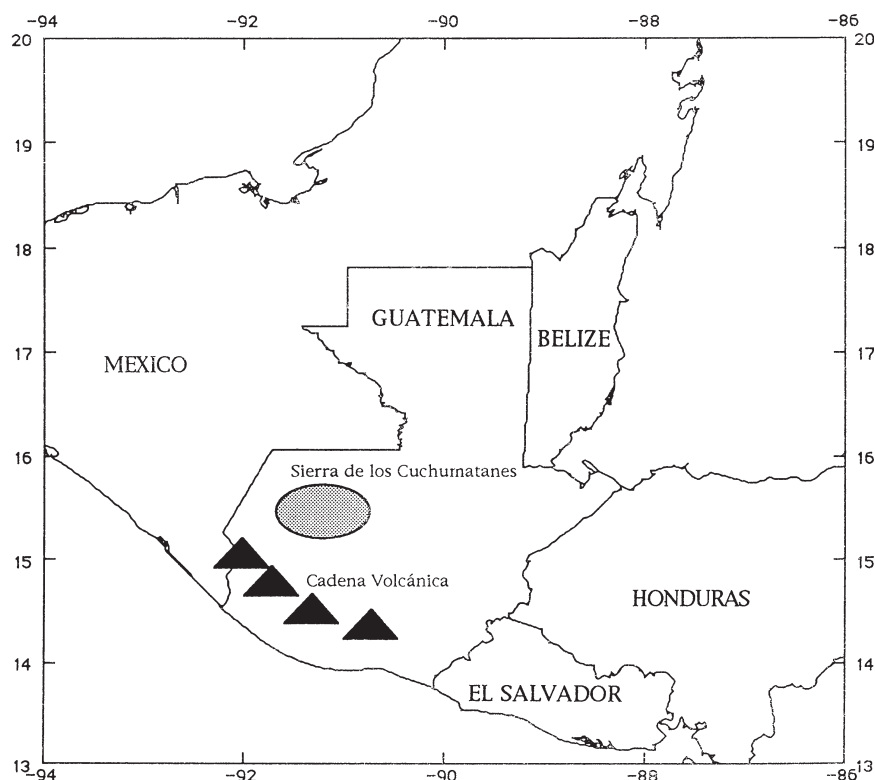 -94 -92 -90 -88 -86
20 20
19 19
18 18
GUATEMALA
BELIZE
17 17
MEXICO
16 16
Sierra de los Cuchumatanes
15 15
Cadena Volcánica
HONDURAS
14 14
EL SALVADOR
13 13
-94 -92 -90 -88 -86